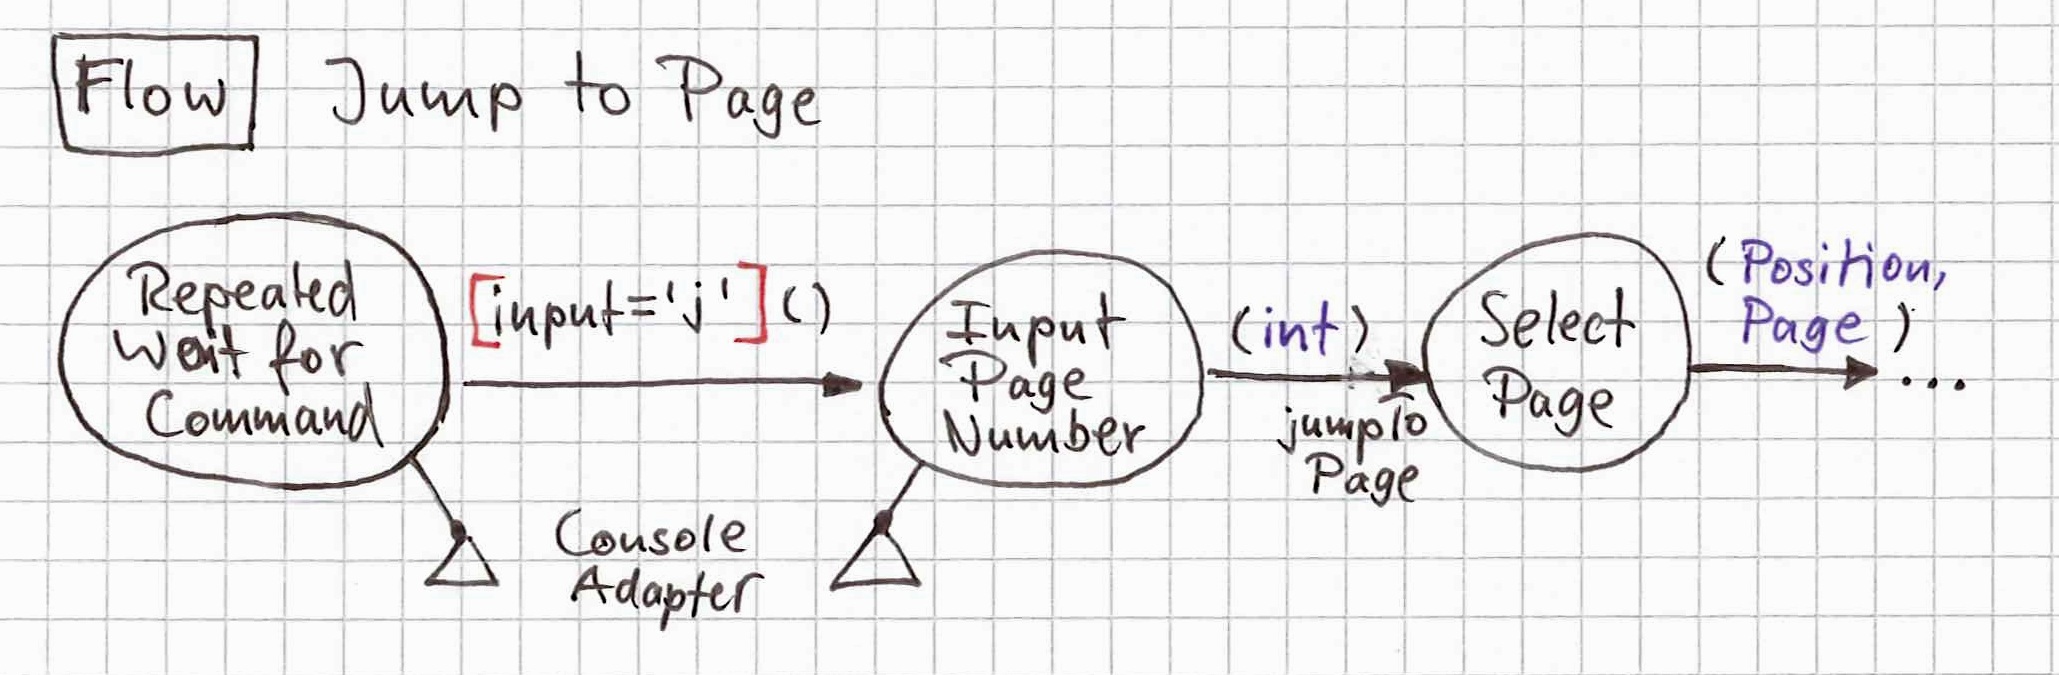 Flow Jump to Page
Repeated
Wait for
Command
[input='j']()
Input
Page
Number
(int)
jumpTo
Page
Select
Page
(Position,
Page)
...
Console
Adapter